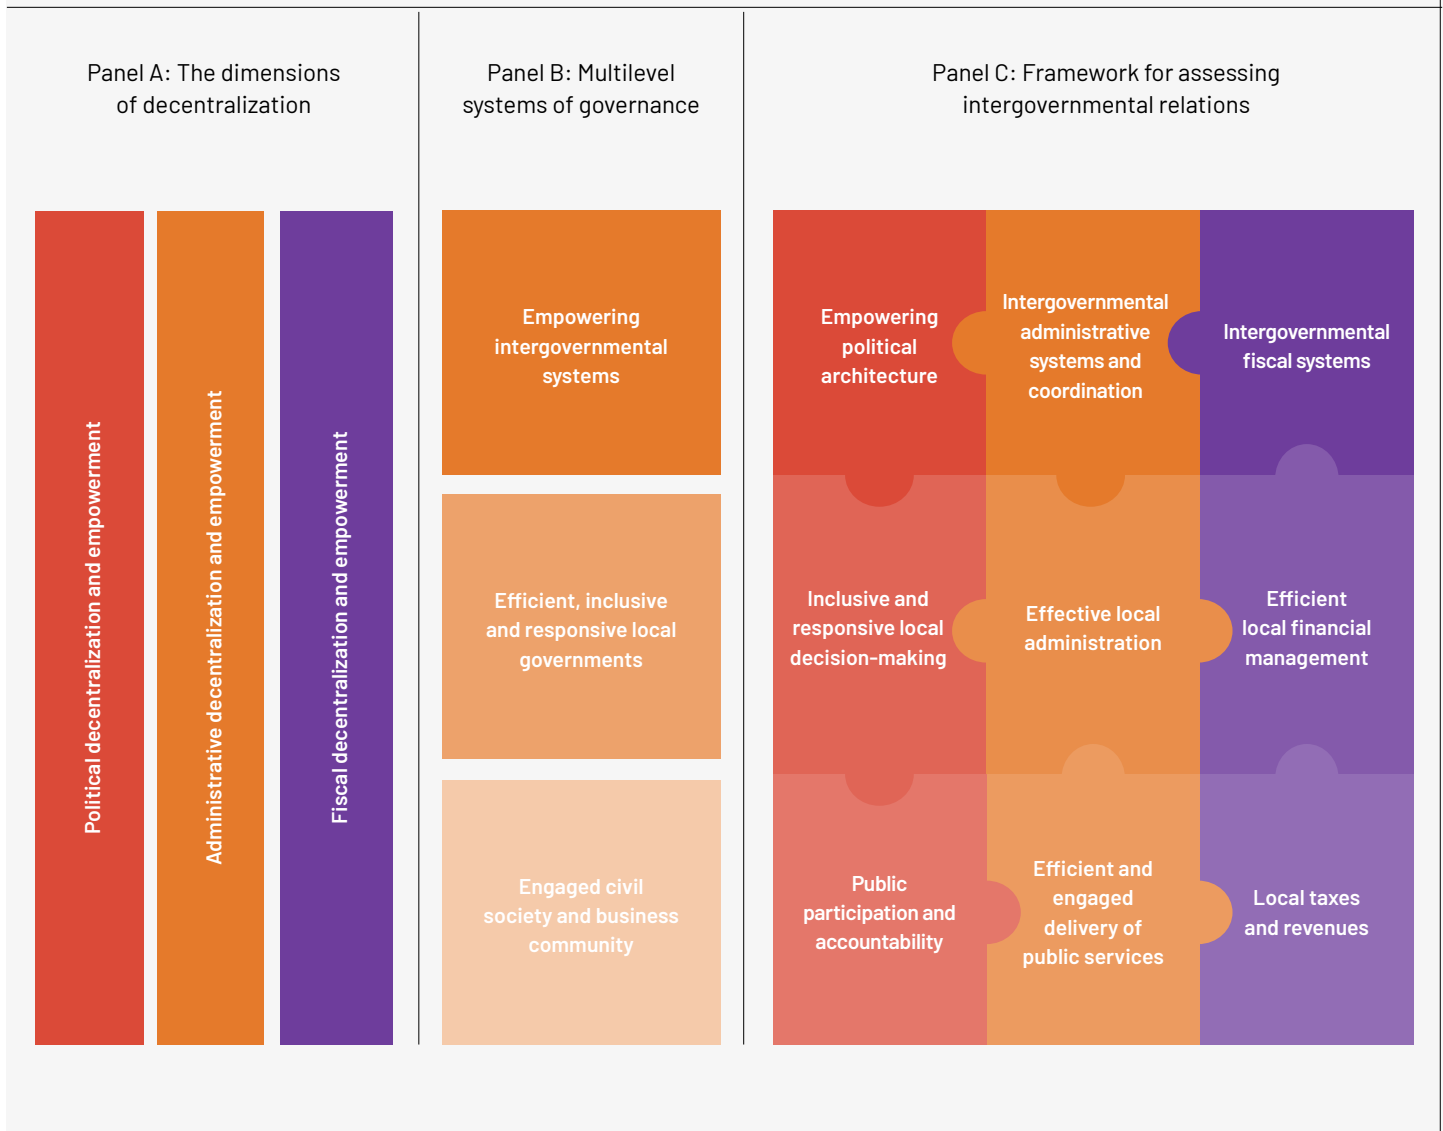 Panel A: The dimensions
of decentralization
Political decentralization and empowerment
Administrative decentralization and empowerment
Fiscal decentralization and empowerment
Panel B: Multilevel
systems of governance
Empowering
intergovernmental
systems
Efficient, inclusive
and responsive local
governments
Engaged civil
society and business
community
Panel C: Framework for assessing
intergovernmental relations
Empowering
political
architecture
Intergovernmental
administrative
systems and
coordination
Intergovernmental
fiscal systems
Inclusive and
responsive local
decision-making
Effective local
administration
Efficient
local financial
management
Public
participation and
accountability
Efficient and
engaged
delivery of
public services
Local taxes
and revenues